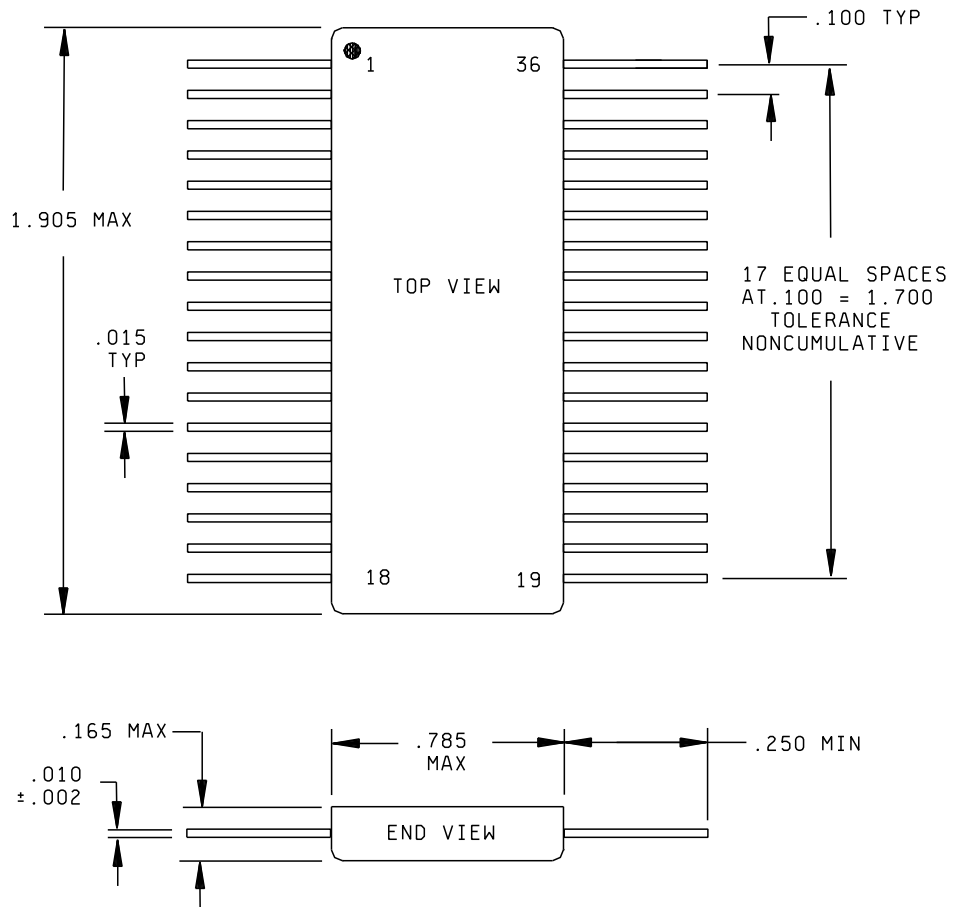 .100 TYP
1
36
1.905 MAX
TOP VIEW
17 EQUAL SPACES
AT.100 = 1.700
TOLERANCE
NONCUMULATIVE
.015
TYP
18
19
.165 MAX
.785
MAX
.250 MIN
.010
±.002
END VIEW